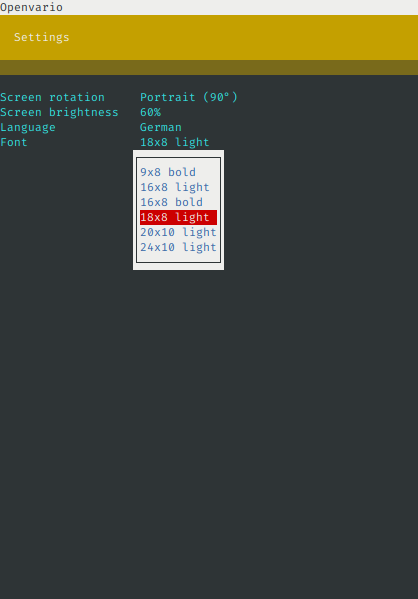 Openvario
Settings
Screen rotation Portrait (90°)
Screen brightness 60%
Language German
Font 18x8 light
9x8 bold
16x8 light
16x8 bold
18x8 light
20x10 light
24x10 light